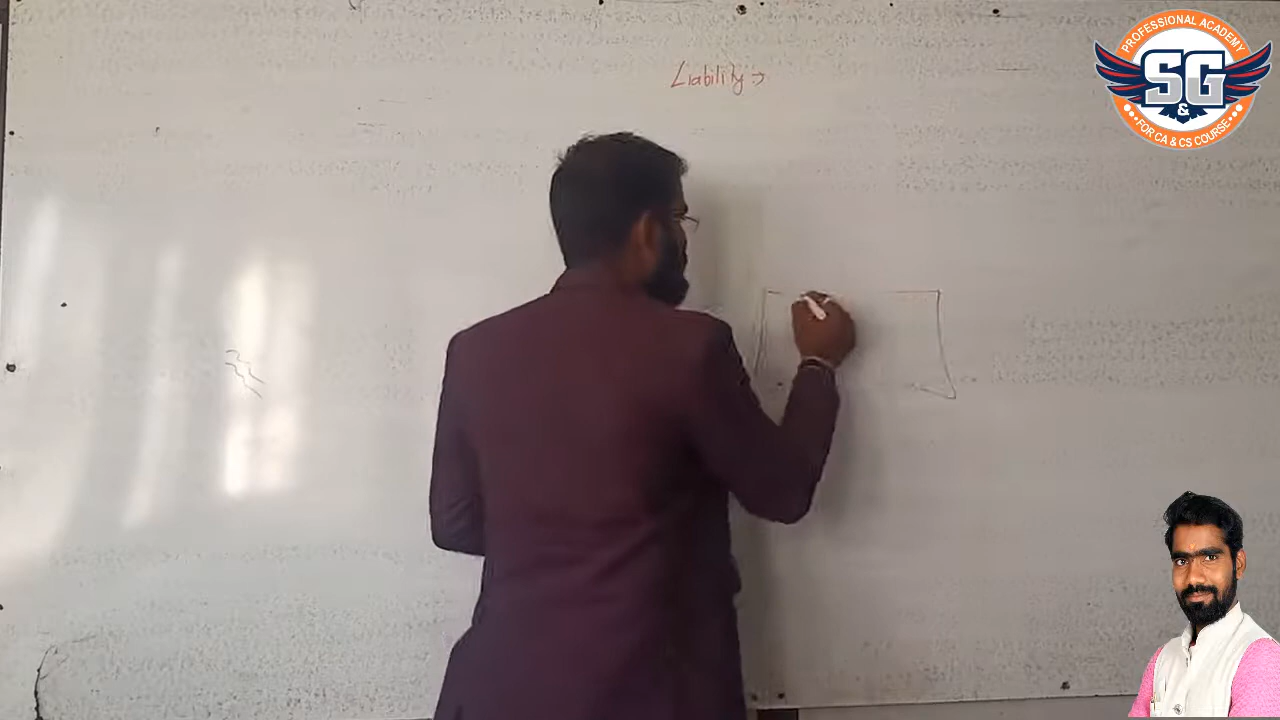 Liability :->
PROFESSIONAL ACADEMY
SG
&
FOR CA & CS COURSE